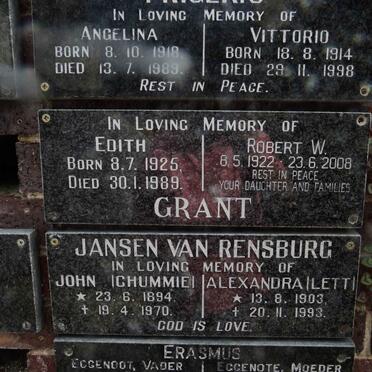 IN LOVING MEMORY OF
ANGELINA
BORN 8.10.1918
DIED 13.7.1989.
VITTORIO
BORN 18.8.1914
DIED 29.11.1998
REST IN PEACE.
IN LOVING MEMORY OF
EDITH
BORN 8.7.1925,
DIED 30.1.1989.
ROBERT W.
8.5.1922 - 23.6.2008
REST IN PEACE
YOUR DAUGHTER AND FAMILIES
GRANT
JANSEN VAN RENSBURG
IN LOVING MEMORY OF
JOHN (CHUMMIE)
★ 23.6.1894.
✝ 19.4.1970.
ALEXANDRA (LETT)
★ 13.8.1903.
✝ 20.11.1993.
GOD IS LOVE.
ERASMUS
EGGENOOT, VADER
EGGENOTE, MOEDER